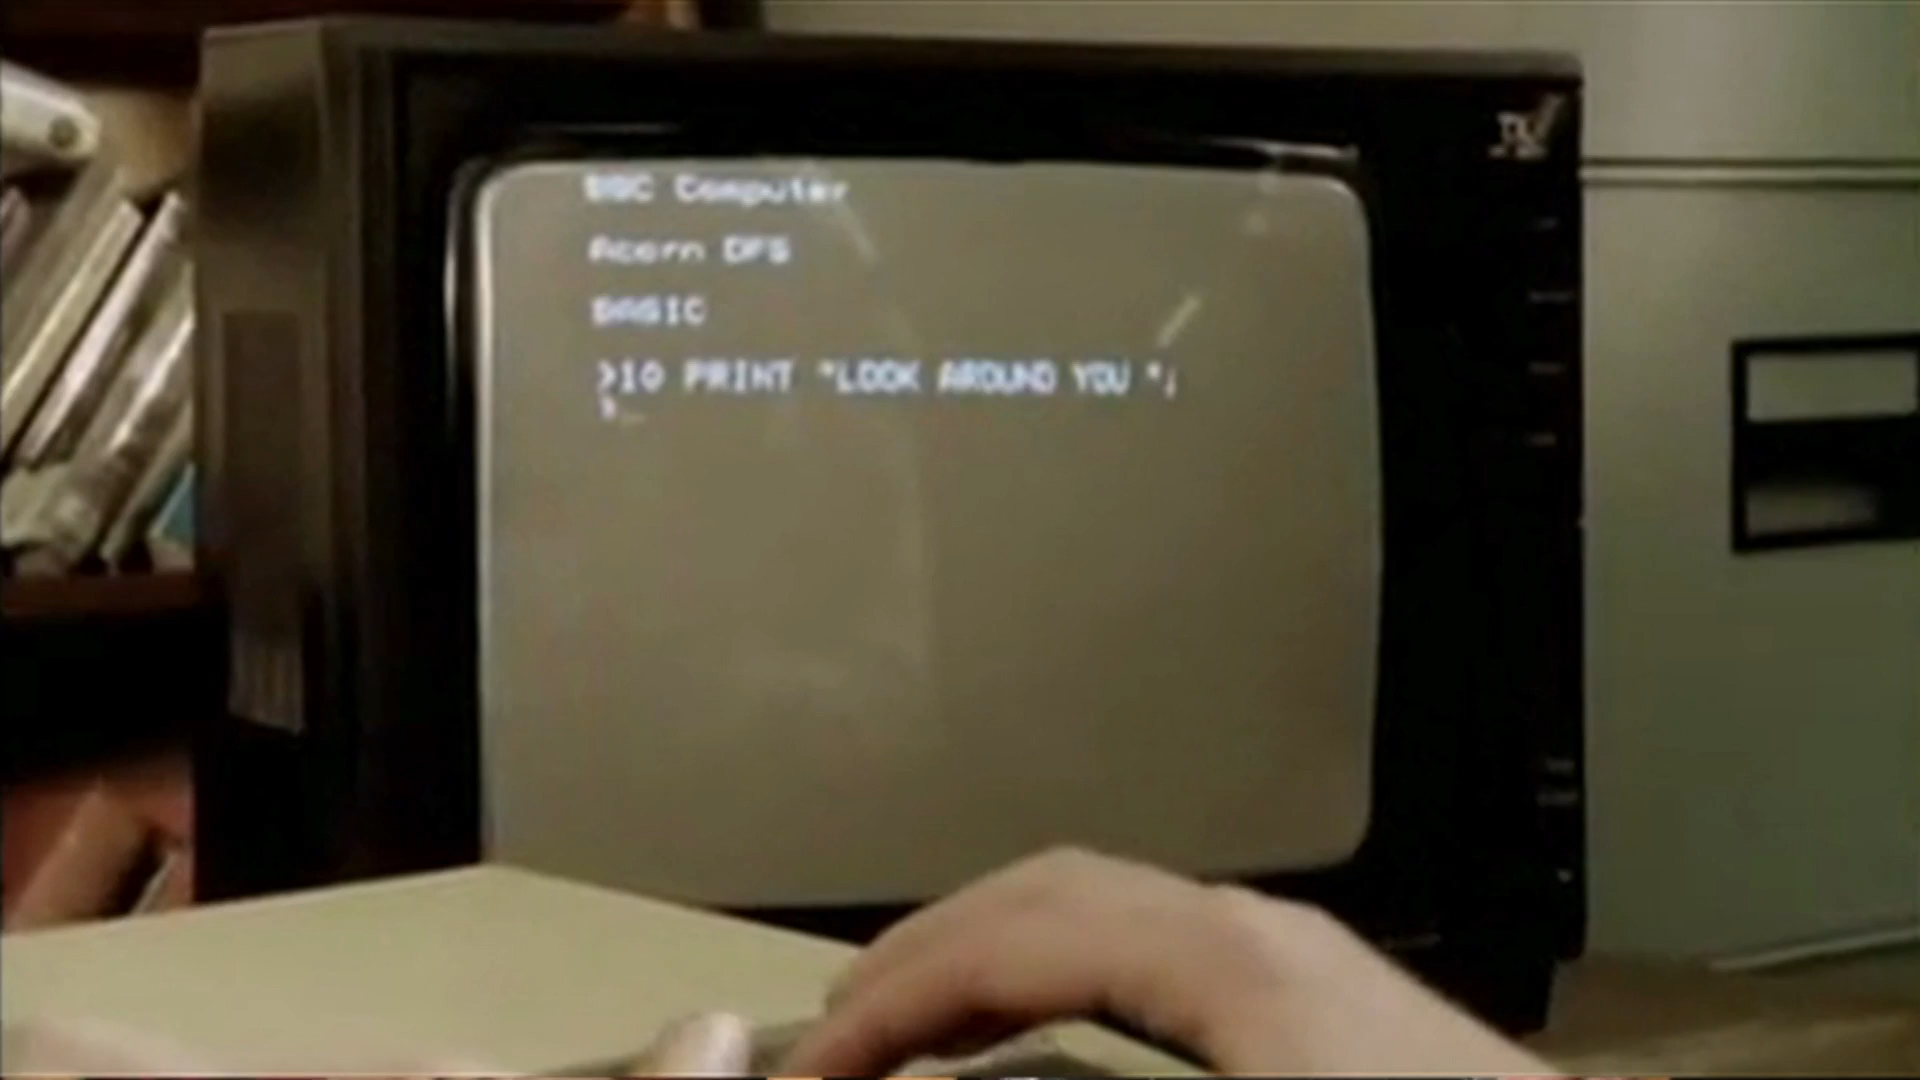 BBC Computer
Acorn DFS
BASIC
>10 PRINT "LOOK AROUND YOU ";
>_